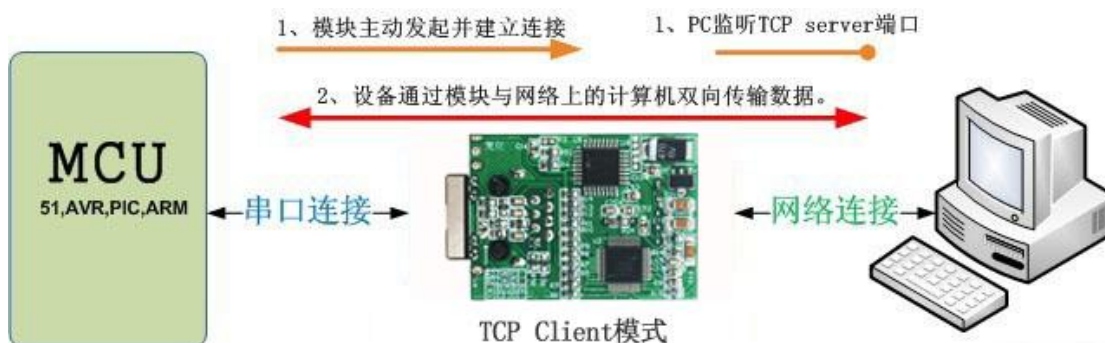 1、模块主动发起并建立连接
1、PC监听TCP server端口
2、设备通过模块与网络上的计算机双向传输数据。
MCU
51,AVR,PIC,ARM
串口连接
网络连接
TCP Client模式